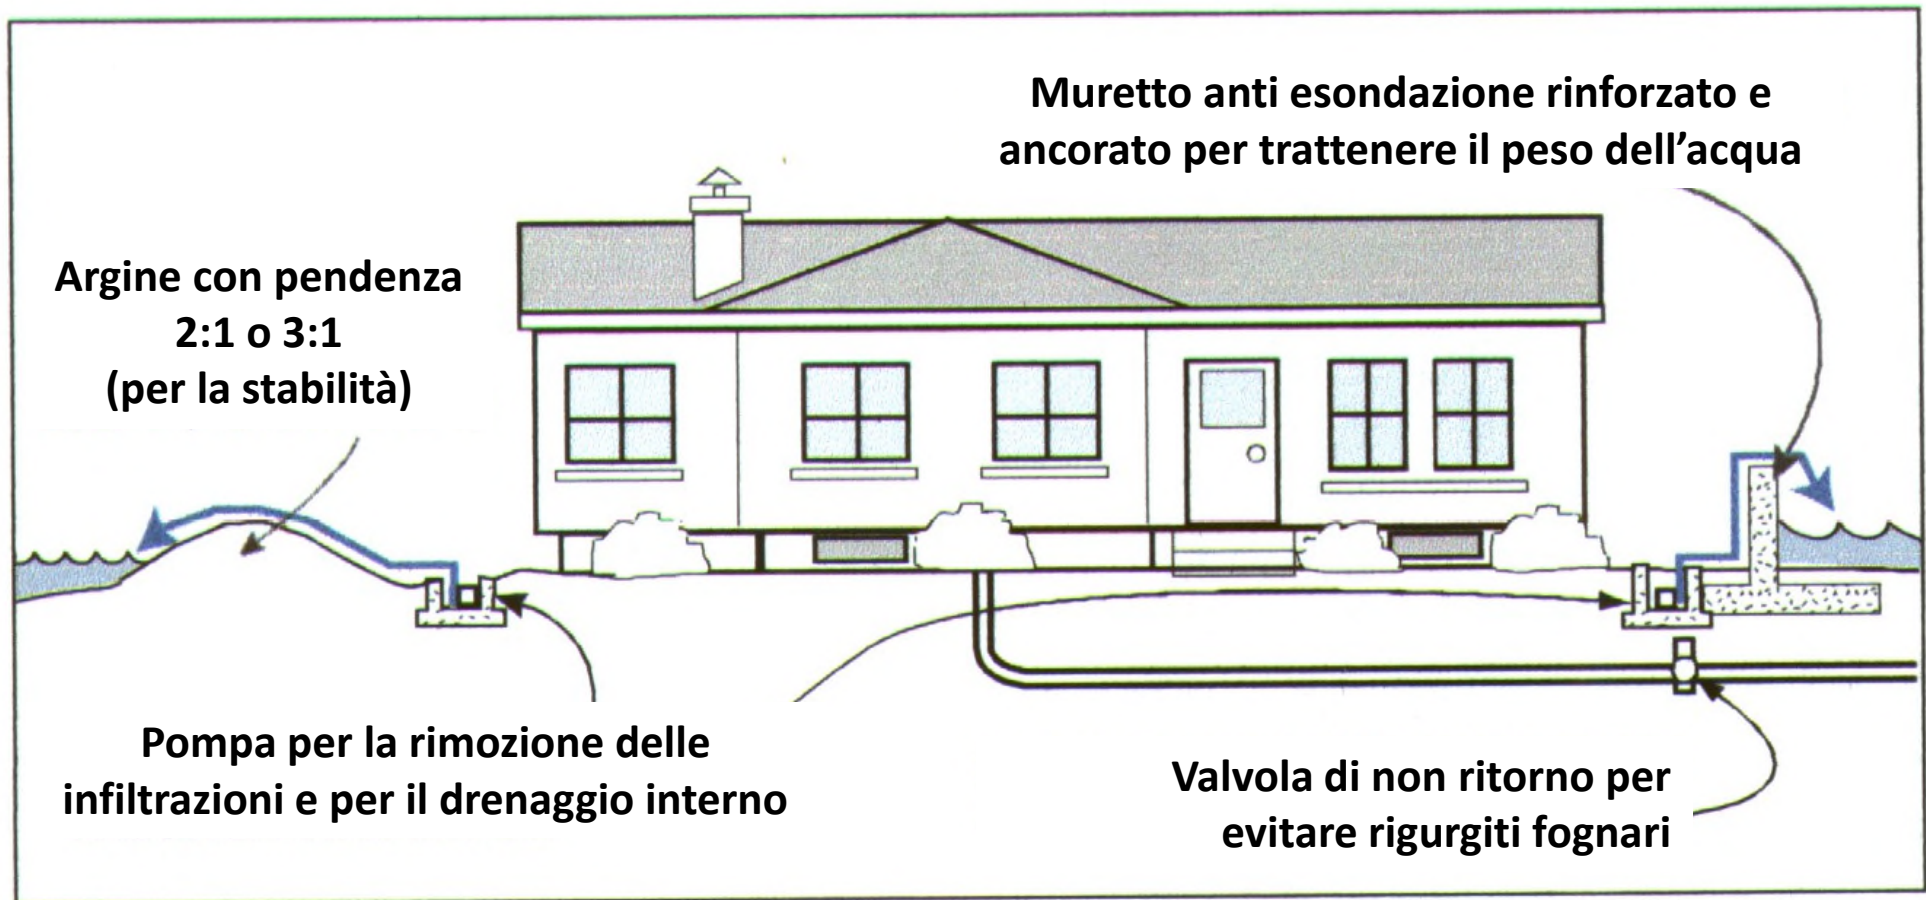 Muretto anti esondazione rinforzato e
ancorato per trattenere il peso dell’acqua
Argine con pendenza
2:1 o 3:1
(per la stabilità)
Pompa per la rimozione delle
infiltrazioni e per il drenaggio interno
Valvola di non ritorno per
evitare rigurgiti fognari